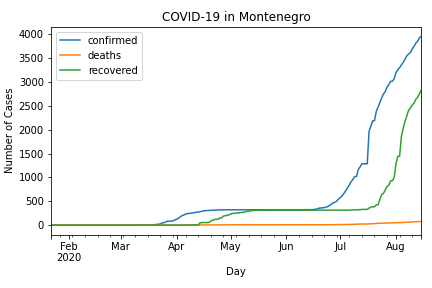 COVID-19 in Montenegro
confirmed
deaths
recovered
4000
3500
3000
2500
2000
1500
1000
500
0
Number of Cases
Feb Mar Apr May Jun Jul Aug
2020
Day